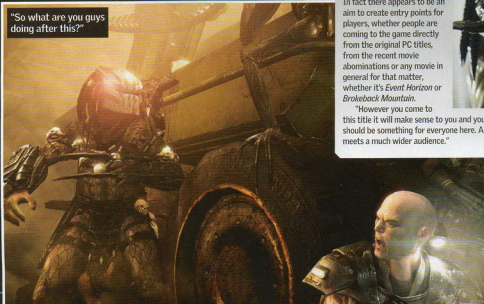 "So what are you guys
doing after this?"
In fact there appears to be an
aim to create entry points for
players, whether people are
coming to the game directly
from the original PC titles,
from the recent movie
abominations or any movie in
general for that matter,
whether it's Event Horizon or
Brokeback Mountain.
"However you come to
this title it will make sense to you and you
should be something for everyone here. A
meets a much wider audience."